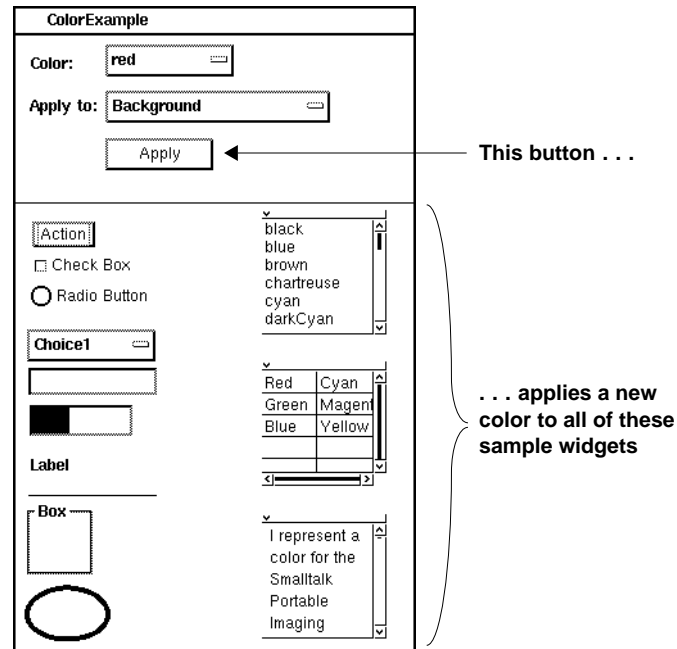 ColorExample
Color: red
Apply to: Background
Apply
This button . . .
Action
Check Box
Radio Button
Choice1
Label
Box
black
blue
brown
chartreuse
cyan
darkCyan
Red Cyan
Green Magent
Blue Yellow
I represent a
color for the
Smalltalk
Portable
Imaging
. . . applies a new
color to all of these
sample widgets